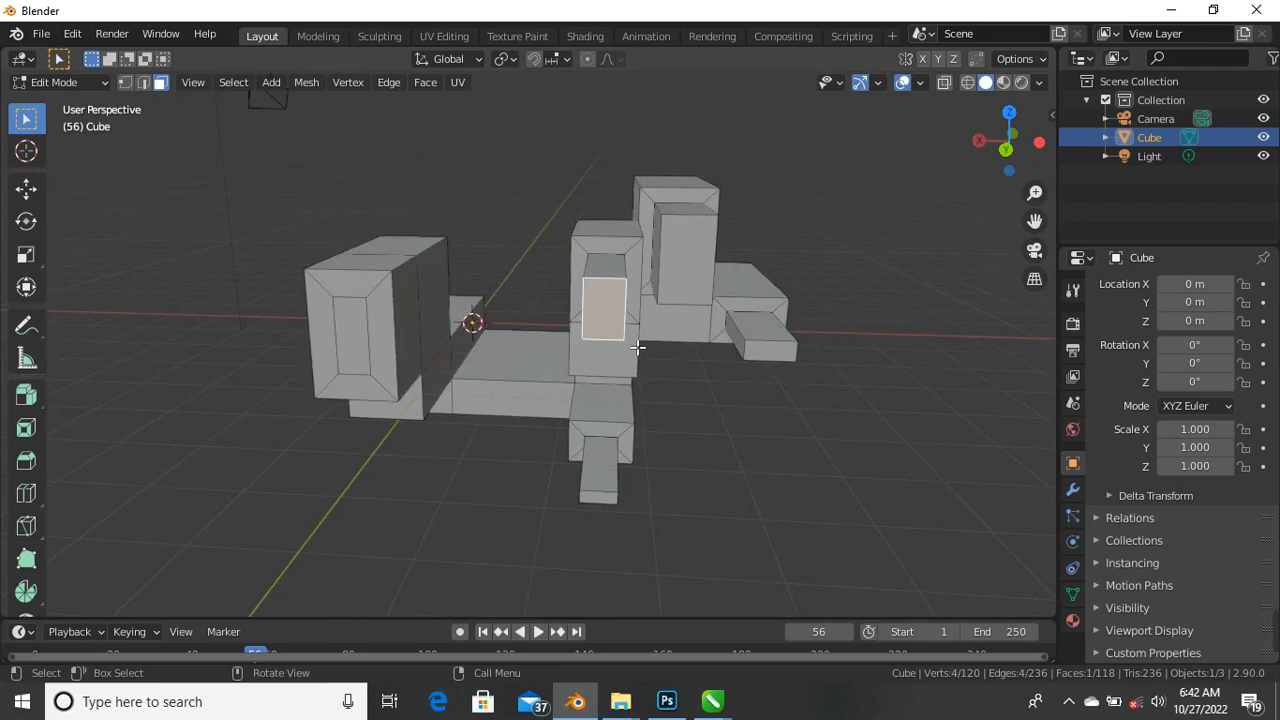 Blender
File Edit Render Window Help
Layout Modeling Sculpting UV Editing Texture Paint Shading Animation Rendering Compositing Scripting
Scene
View Layer
Global
X Y Z
Options
Edit Mode
View Select Add Mesh Vertex Edge Face UV
User Perspective
(56) Cube
Z
X
Y
Scene Collection
Collection
Camera
Cube
Light
Cube
Location X 0 m
Y 0 m
Z 0 m
Rotation X 0°
Y 0°
Z 0°
Mode XYZ Euler
Scale X 1.000
Y 1.000
Z 1.000
Delta Transform
Relations
Collections
Instancing
Motion Paths
Visibility
Viewport Display
Custom Properties
Playback Keying View Marker
56
Start 1
End 250
Select Box Select Rotate View Call Menu
Cube | Verts:4/120 | Edges:4/236 | Faces:1/118 | Tris:236 | Objects:1/3 | 2.90.0
Type here to search
37
Ps
6:42 AM
10/27/2022
19